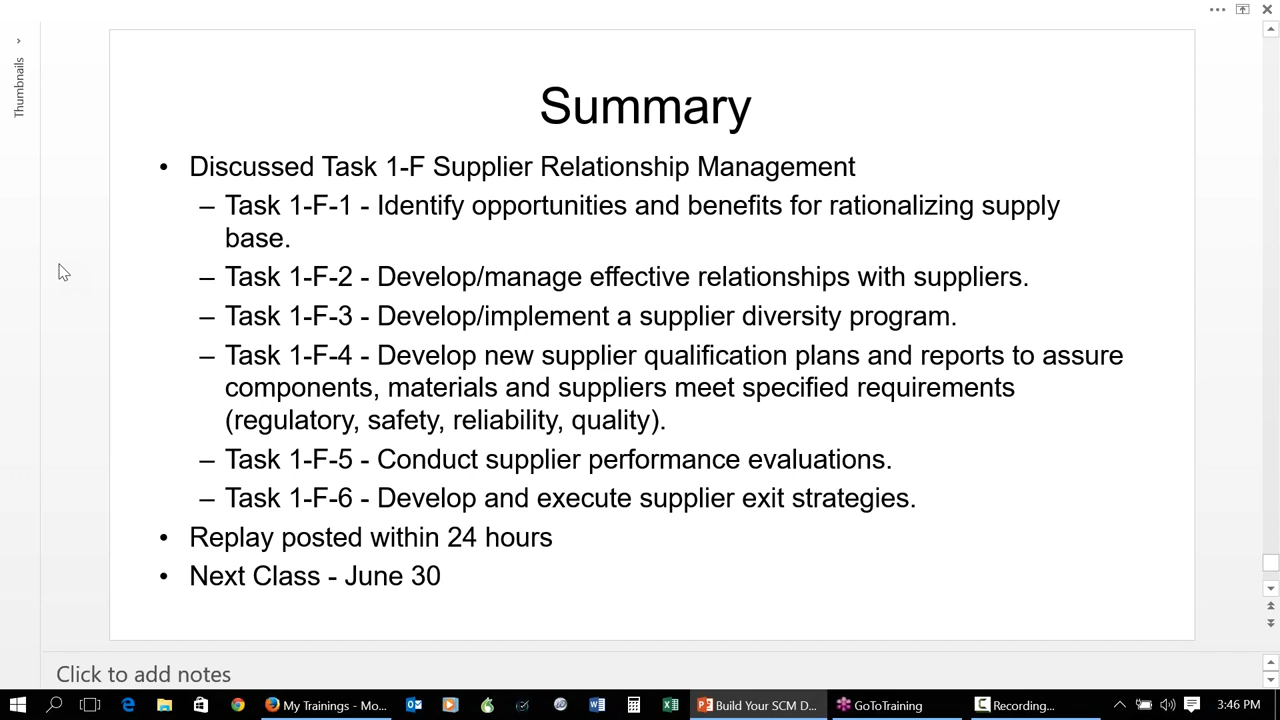 Thumbnails
Summary
• Discussed Task 1-F Supplier Relationship Management
– Task 1-F-1 - Identify opportunities and benefits for rationalizing supply
base.
– Task 1-F-2 - Develop/manage effective relationships with suppliers.
– Task 1-F-3 - Develop/implement a supplier diversity program.
– Task 1-F-4 - Develop new supplier qualification plans and reports to assure
components, materials and suppliers meet specified requirements
(regulatory, safety, reliability, quality).
– Task 1-F-5 - Conduct supplier performance evaluations.
– Task 1-F-6 - Develop and execute supplier exit strategies.
• Replay posted within 24 hours
• Next Class - June 30
Click to add notes
My Trainings - Mo... Build Your SCM D... GoToTraining Recording... 3:46 PM